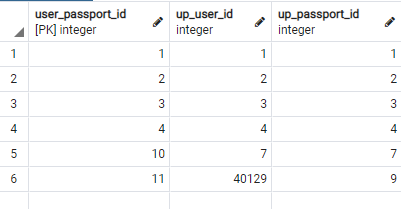 user_passport_id up_user_id up_passport_id
[PK] integer integer integer
1 1 1 1
2 2 2 2
3 3 3 3
4 4 4 4
5 10 7 7
6 11 40129 9